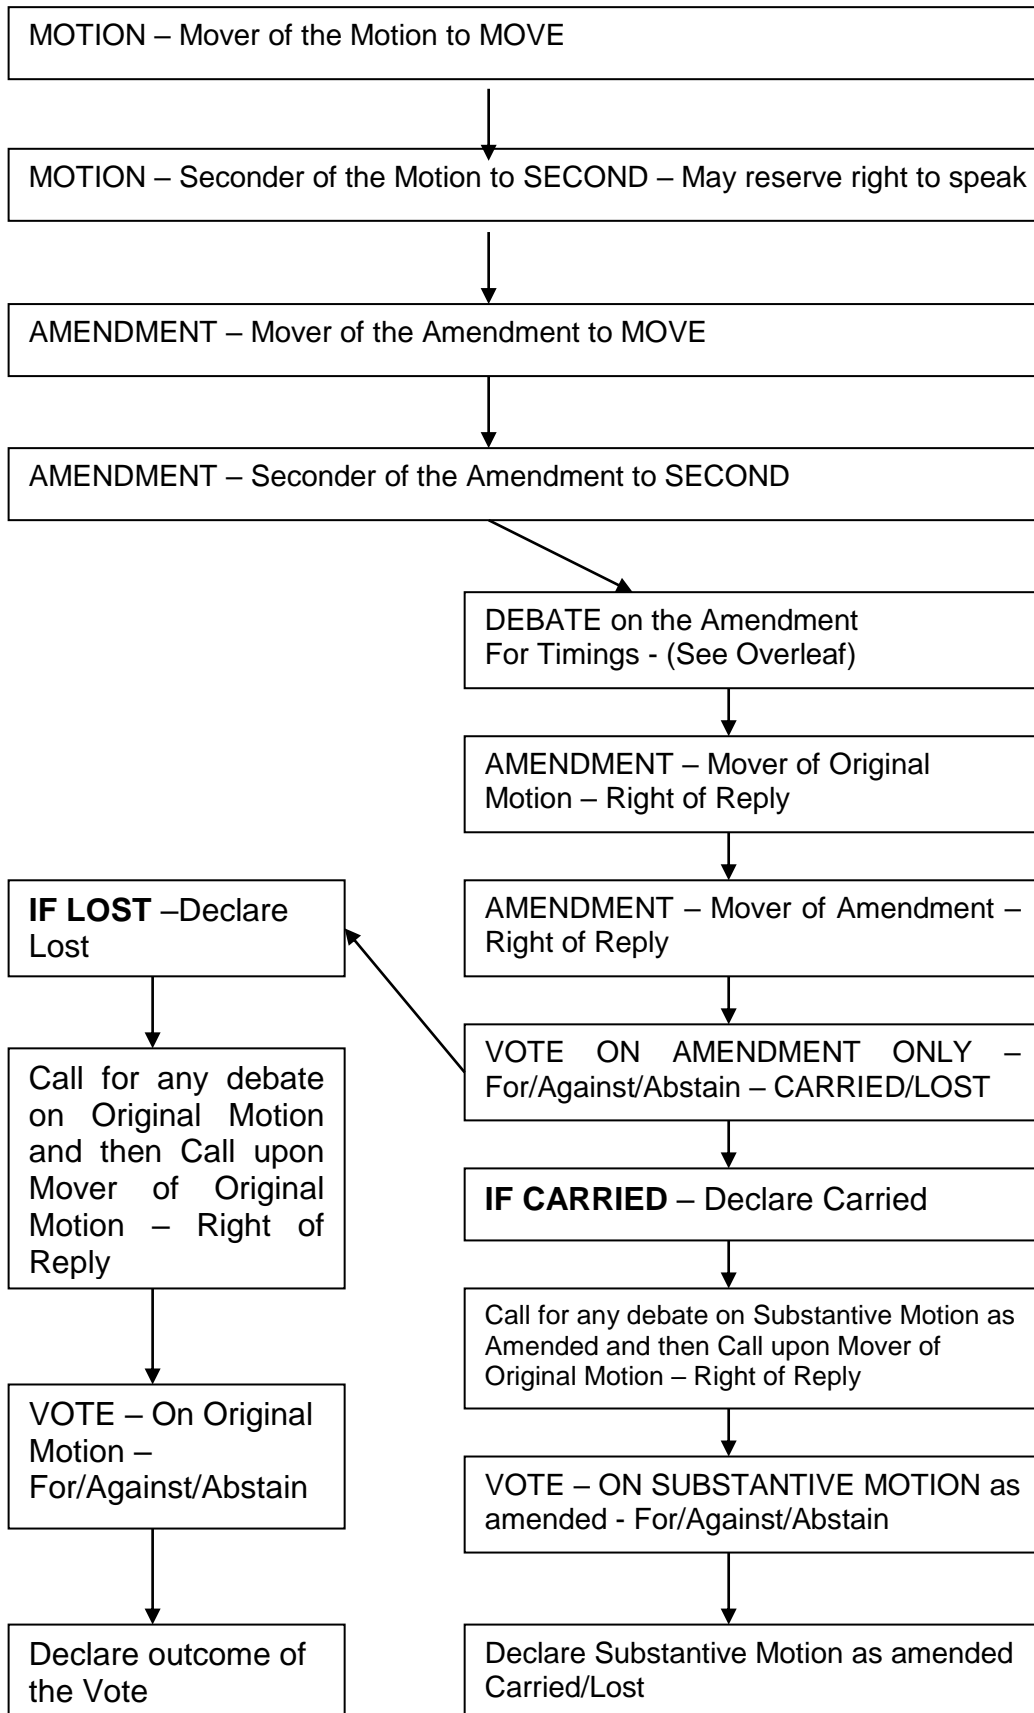 MOTION – Mover of the Motion to MOVE
MOTION – Seconder of the Motion to SECOND – May reserve right to speak
AMENDMENT – Mover of the Amendment to MOVE
AMENDMENT – Seconder of the Amendment to SECOND
DEBATE on the Amendment
For Timings - (See Overleaf)
AMENDMENT – Mover of Original
Motion – Right of Reply
AMENDMENT – Mover of Amendment –
Right of Reply
VOTE ON AMENDMENT ONLY –
For/Against/Abstain – CARRIED/LOST
IF LOST –Declare
Lost
Call for any debate
on Original Motion
and then Call upon
Mover of Original
Motion – Right of
Reply
VOTE – On Original
Motion –
For/Against/Abstain
Declare outcome of
the Vote
IF CARRIED – Declare Carried
Call for any debate on Substantive Motion as
Amended and then Call upon Mover of
Original Motion – Right of Reply
VOTE – ON SUBSTANTIVE MOTION as
amended - For/Against/Abstain
Declare Substantive Motion as amended
Carried/Lost